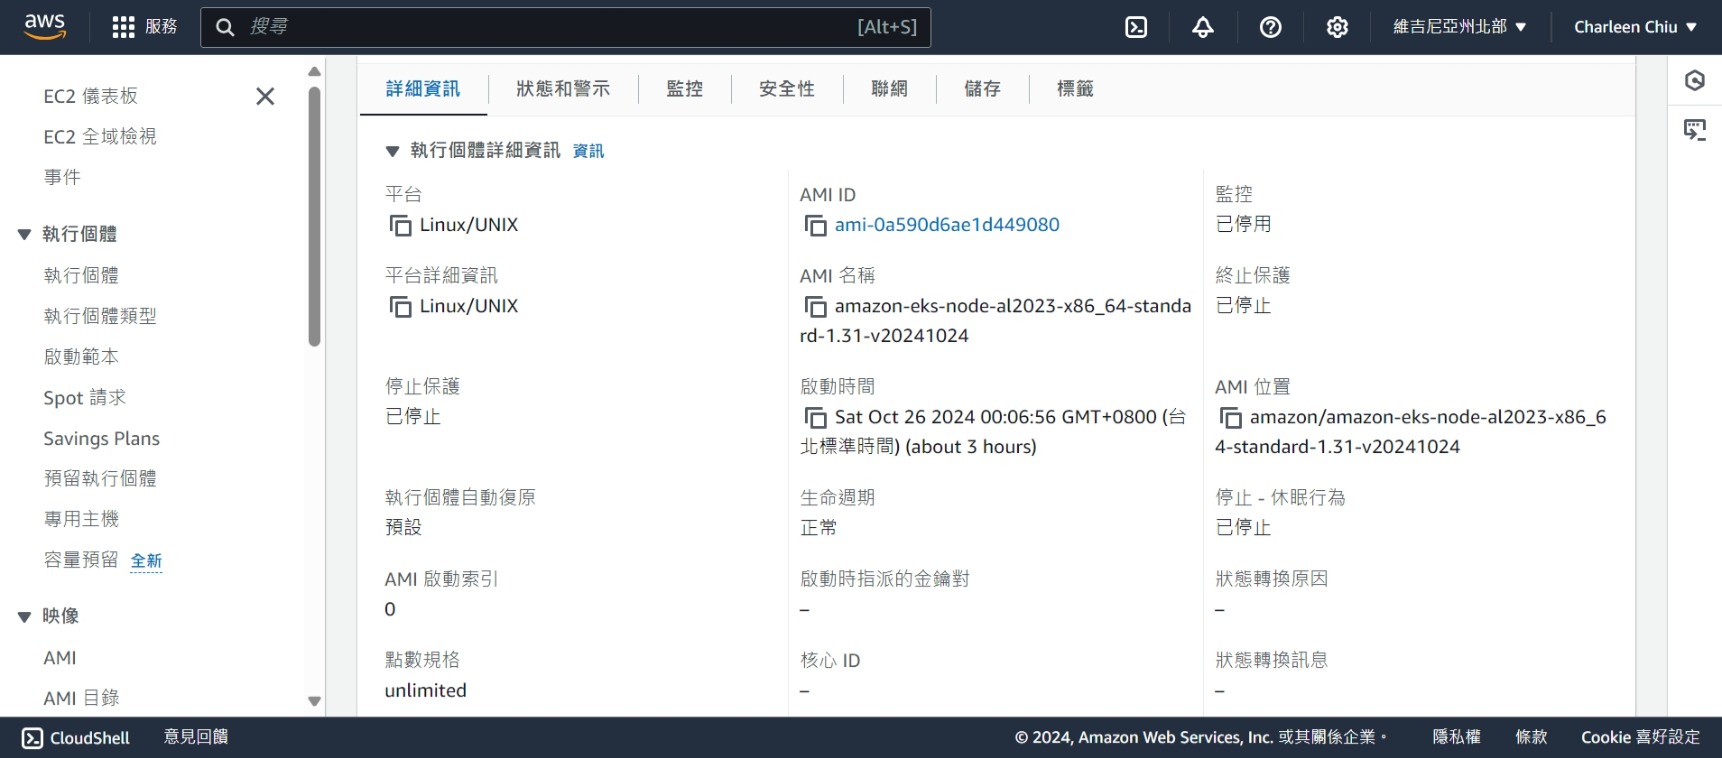 aws
服務
搜尋
[Alt+S]
維吉尼亞州北部 ▼
Charleen Chiu ▼
EC2 儀表板
EC2 全域檢視
事件
▼ 執行個體
執行個體
執行個體類型
啟動範本
Spot 請求
Savings Plans
預留執行個體
專用主機
容量預留 全新
▼ 映像
AMI
AMI 目錄
詳細資訊
狀態和警示
監控
安全性
聯網
儲存
標籤
▼ 執行個體詳細資訊 資訊
平台
Linux/UNIX
AMI ID
ami-0a590d6ae1d449080
監控
已停用
平台詳細資訊
Linux/UNIX
AMI 名稱
amazon-eks-node-al2023-x86_64-standa
rd-1.31-v20241024
終止保護
已停止
停止保護
已停止
啟動時間
Sat Oct 26 2024 00:06:56 GMT+0800 (台
北標準時間) (about 3 hours)
AMI 位置
amazon/amazon-eks-node-al2023-x86_6
4-standard-1.31-v20241024
執行個體自動復原
預設
生命週期
正常
停止 - 休眠行為
已停止
AMI 啟動索引
0
啟動時指派的金鑰對
–
狀態轉換原因
–
點數規格
unlimited
核心 ID
–
狀態轉換訊息
–
CloudShell
意見回饋
© 2024, Amazon Web Services, Inc. 或其關係企業。
隱私權
條款
Cookie 喜好設定